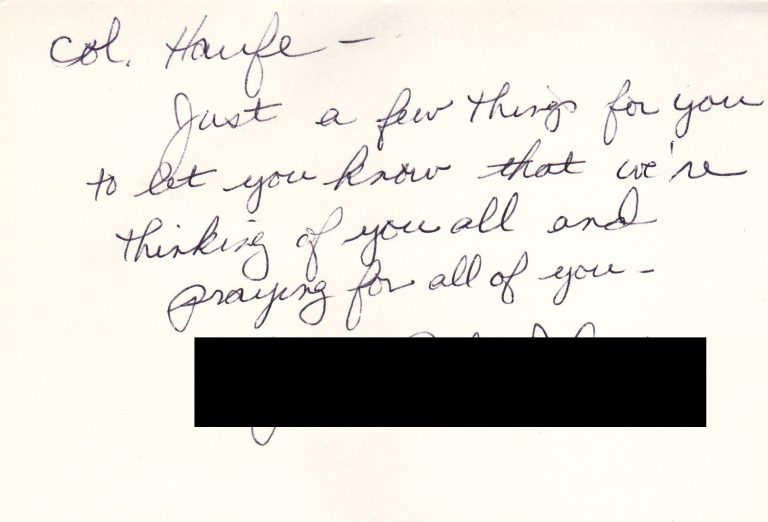 Col. Haufe -
Just a few things for you
to let you know that we're
thinking of you all and
praying for all of you -